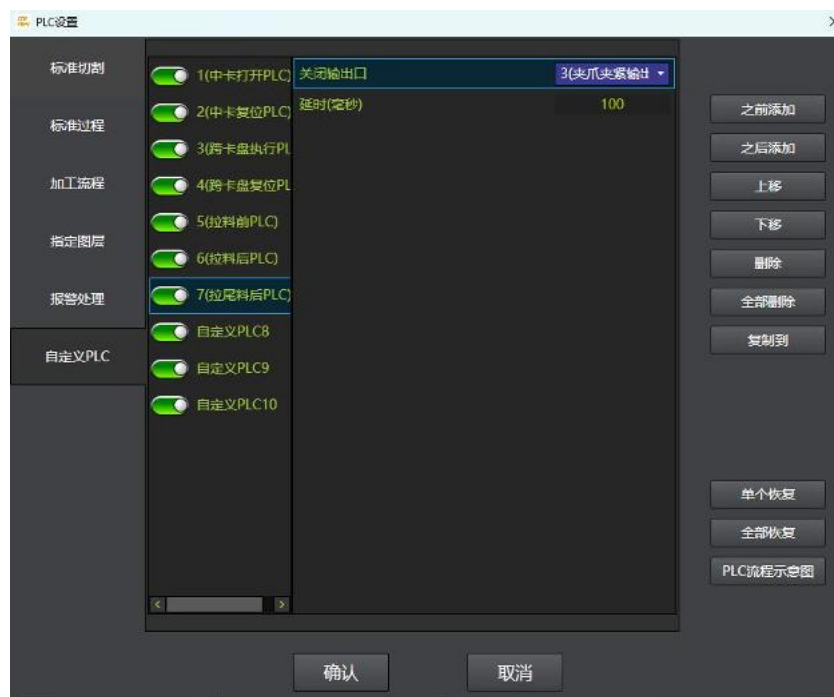 PLC设置
标准切割
标准过程
加工流程
指定图层
报警处理
自定义PLC
1(中卡打开PLC)
2(中卡复位PLC)
3(跨卡盘执行PL
4(跨卡盘复位PL
5(拉料前PLC)
6(拉料后PLC)
7(拉尾料后PLC)
自定义PLC8
自定义PLC9
自定义PLC10
关闭输出口 3(夹爪夹紧输出
延时(毫秒) 100
之前添加
之后添加
上移
下移
删除
全部删除
复制到
单个恢复
全部恢复
PLC流程示意图
确认 取消